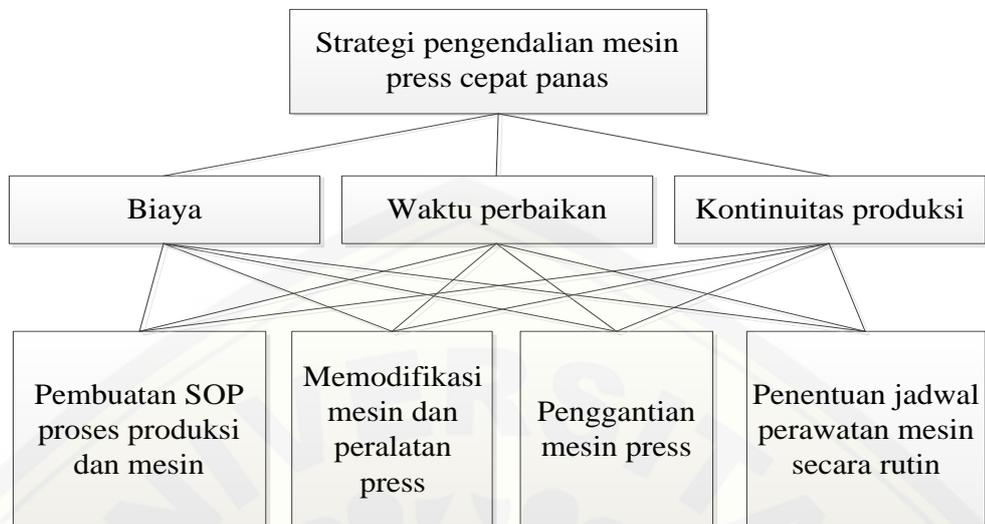 Strategi pengendalian mesin
press cepat panas
Biaya
Waktu perbaikan
Kontinuitas produksi
Pembuatan SOP
proses produksi
dan mesin
Memodifikasi
mesin dan
peralatan
press
Penggantian
mesin press
Penentuan jadwal
perawatan mesin
secara rutin